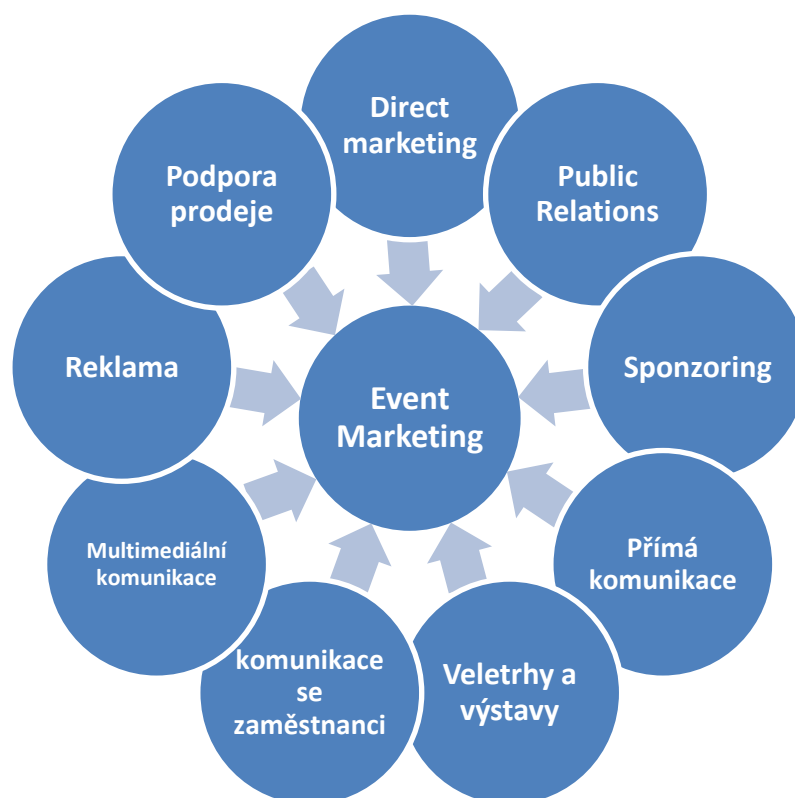 Direct
marketing
Public
Relations
Sponzoring
Přímá
komunikace
Veletrhy a
výstavy
komunikace
se
zaměstnanci
Multimediální
komunikace
Reklama
Podpora
prodeje
Event
Marketing